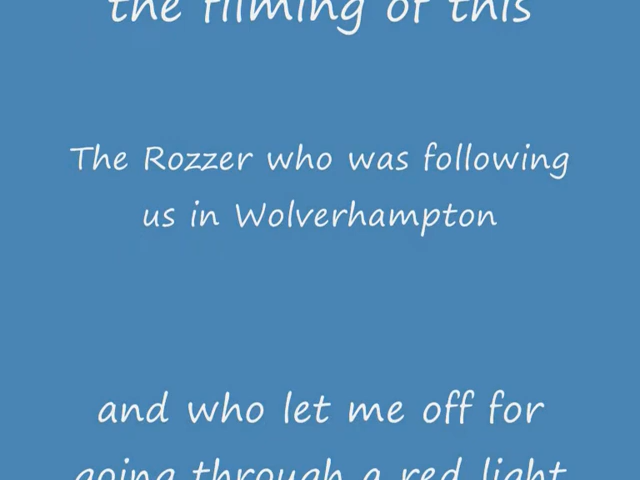 the filming of this
The Rozzer who was following
us in Wolverhampton
and who let me off for
going through a red light